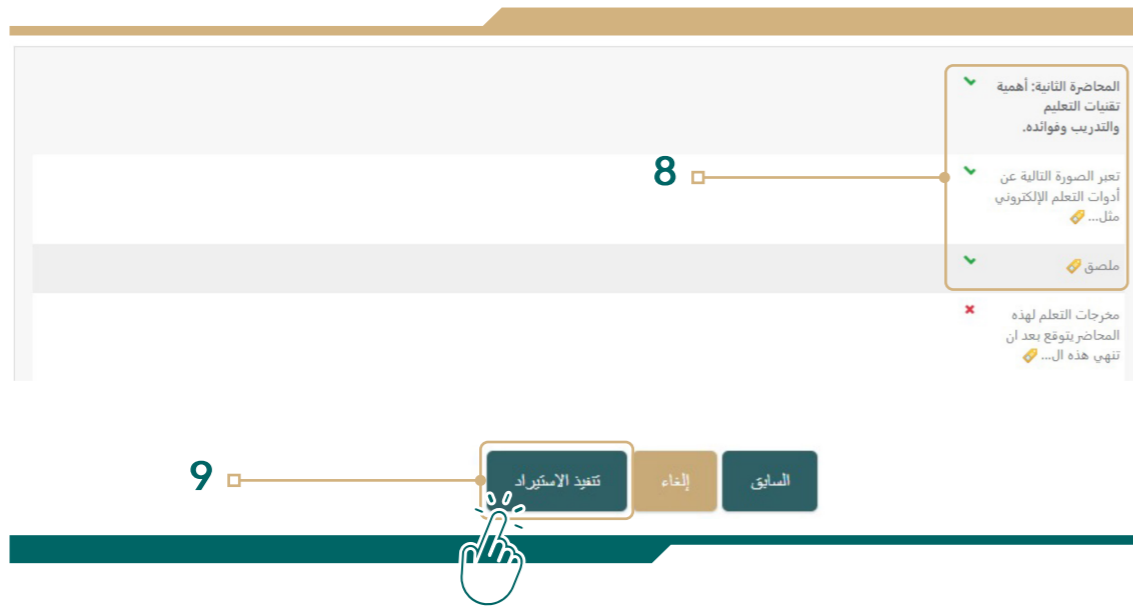 المحاضرة الثانية: أهمية
تقنيات التعليم
والتدريب وفوائده.
8
تعبر الصورة التالية عن
أدوات التعلم الإلكتروني
مثل...
ملصق
مخرجات التعلم لهذه
المحاضر يتوقع بعد ان
تنهي هذه ال...
السابق
إلغاء
تنفيذ الاستيراد
9